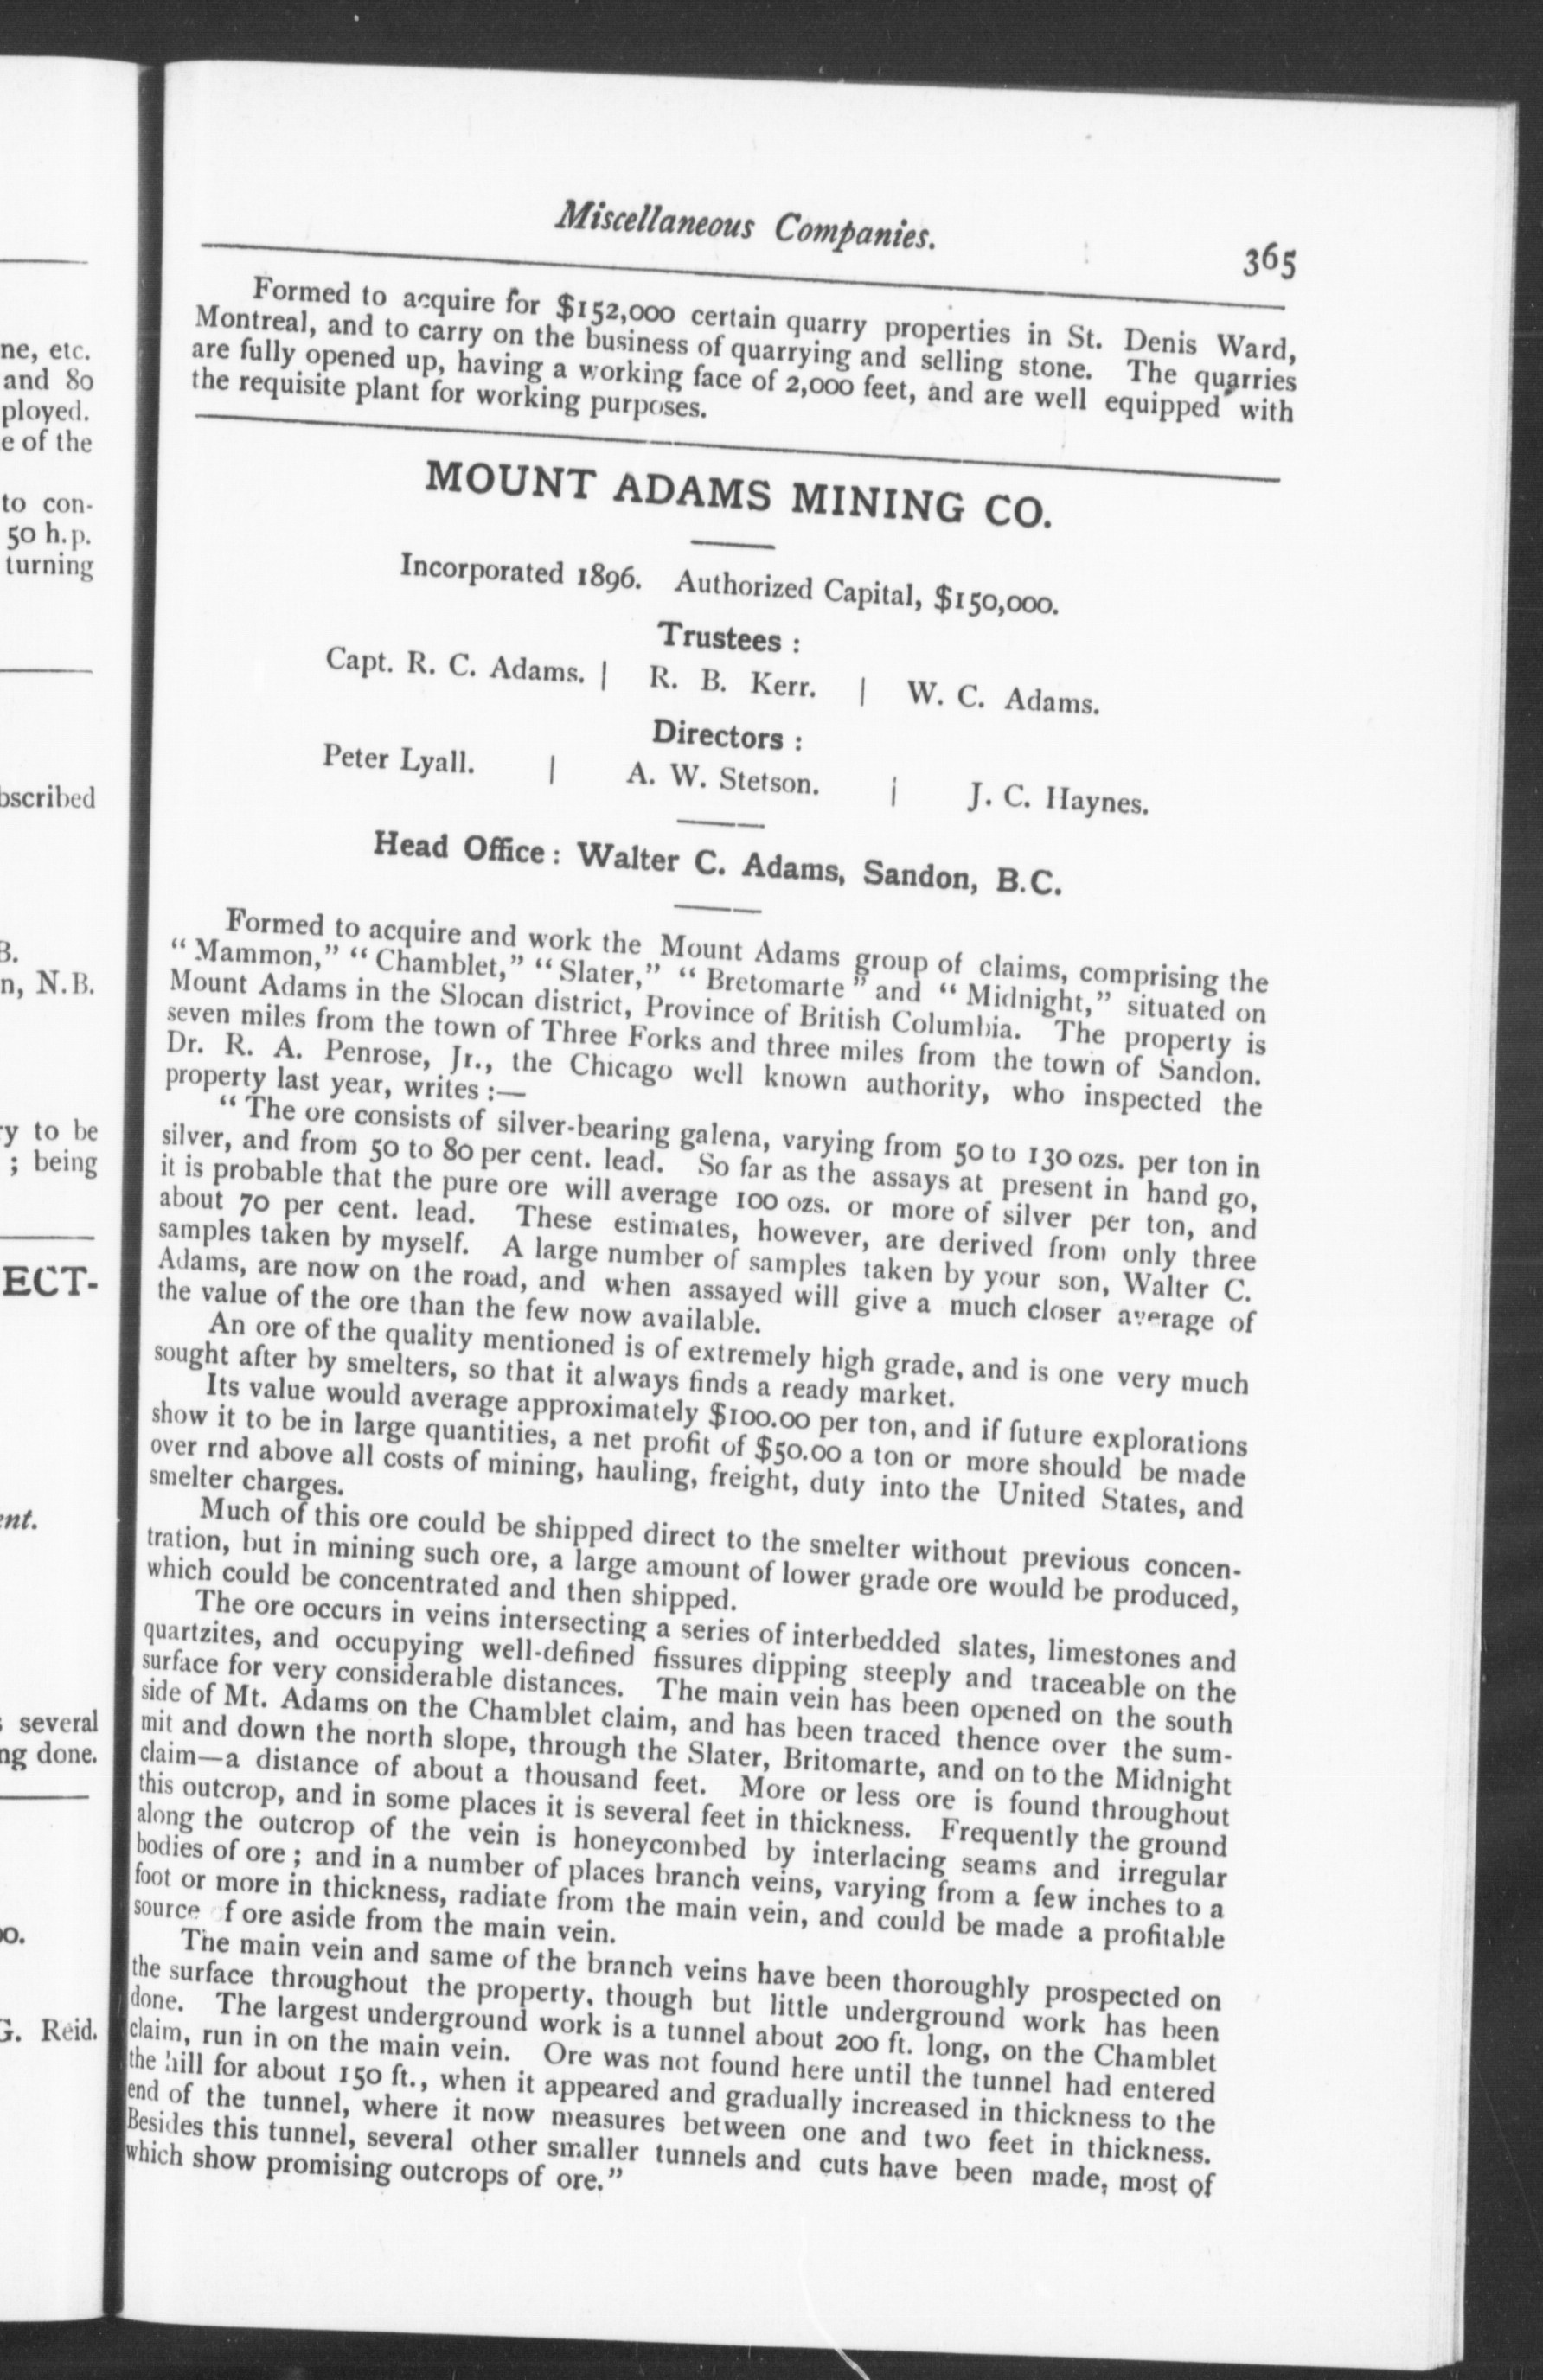 ne, etc.
and 80
ployed.
e of the
to con-
50 h.p.
turning
bscribed
B.
n, N.B.
ry to be
; being
ECT-
ent.
several
ng done.
00.
G. Reid.
Miscellaneous Companies.
365
Formed to acquire for $152,000 certain quarry properties in St. Denis Ward,
Montreal, and to carry on the business of quarrying and selling stone. The quarries
are fully opened up, having a working face of 2,000 feet, and are well equipped with
the requisite plant for working purposes.
MOUNT ADAMS MINING CO.
Incorporated 1896. Authorized Capital, $150,000.
Trustees :
Capt. R. C. Adams. | R. B. Kerr. | W. C. Adams.
Directors :
Peter Lyall. | A. W. Stetson. | J. C. Haynes.
Head Office: Walter C. Adams, Sandon, B.C.
Formed to acquire and work the Mount Adams group of claims, comprising the
“Mammon,” “Chamblet,” “Slater,” “Bretomarte” and “Midnight,” situated on
Mount Adams in the Slocan district, Province of British Columbia. The property is
seven miles from the town of Three Forks and three miles from the town of Sandon.
Dr. R. A. Penrose, Jr., the Chicago well known authority, who inspected the
property last year, writes :—
“The ore consists of silver-bearing galena, varying from 50 to 130 ozs. per ton in
silver, and from 50 to 80 per cent. lead. So far as the assays at present in hand go,
it is probable that the pure ore will average 100 ozs. or more of silver per ton, and
about 70 per cent. lead. These estimates, however, are derived from only three
samples taken by myself. A large number of samples taken by your son, Walter C.
Adams, are now on the road, and when assayed will give a much closer average of
the value of the ore than the few now available.
An ore of the quality mentioned is of extremely high grade, and is one very much
sought after by smelters, so that it always finds a ready market.
Its value would average approximately $100.00 per ton, and if future explorations
show it to be in large quantities, a net profit of $50.00 a ton or more should be made
over rnd above all costs of mining, hauling, freight, duty into the United States, and
smelter charges.
Much of this ore could be shipped direct to the smelter without previous concen-
tration, but in mining such ore, a large amount of lower grade ore would be produced,
which could be concentrated and then shipped.
The ore occurs in veins intersecting a series of interbedded slates, limestones and
quartzites, and occupying well-defined fissures dipping steeply and traceable on the
surface for very considerable distances. The main vein has been opened on the south
side of Mt. Adams on the Chamblet claim, and has been traced thence over the sum-
mit and down the north slope, through the Slater, Britomarte, and on to the Midnight
claim—a distance of about a thousand feet. More or less ore is found throughout
this outcrop, and in some places it is several feet in thickness. Frequently the ground
along the outcrop of the vein is honeycombed by interlacing seams and irregular
bodies of ore ; and in a number of places branch veins, varying from a few inches to a
foot or more in thickness, radiate from the main vein, and could be made a profitable
source of ore aside from the main vein.
The main vein and same of the branch veins have been thoroughly prospected on
the surface throughout the property, though but little underground work has been
done. The largest underground work is a tunnel about 200 ft. long, on the Chamblet
claim, run in on the main vein. Ore was not found here until the tunnel had entered
the hill for about 150 ft., when it appeared and gradually increased in thickness to the
end of the tunnel, where it now measures between one and two feet in thickness.
Besides this tunnel, several other smaller tunnels and cuts have been made, most of
which show promising outcrops of ore.”